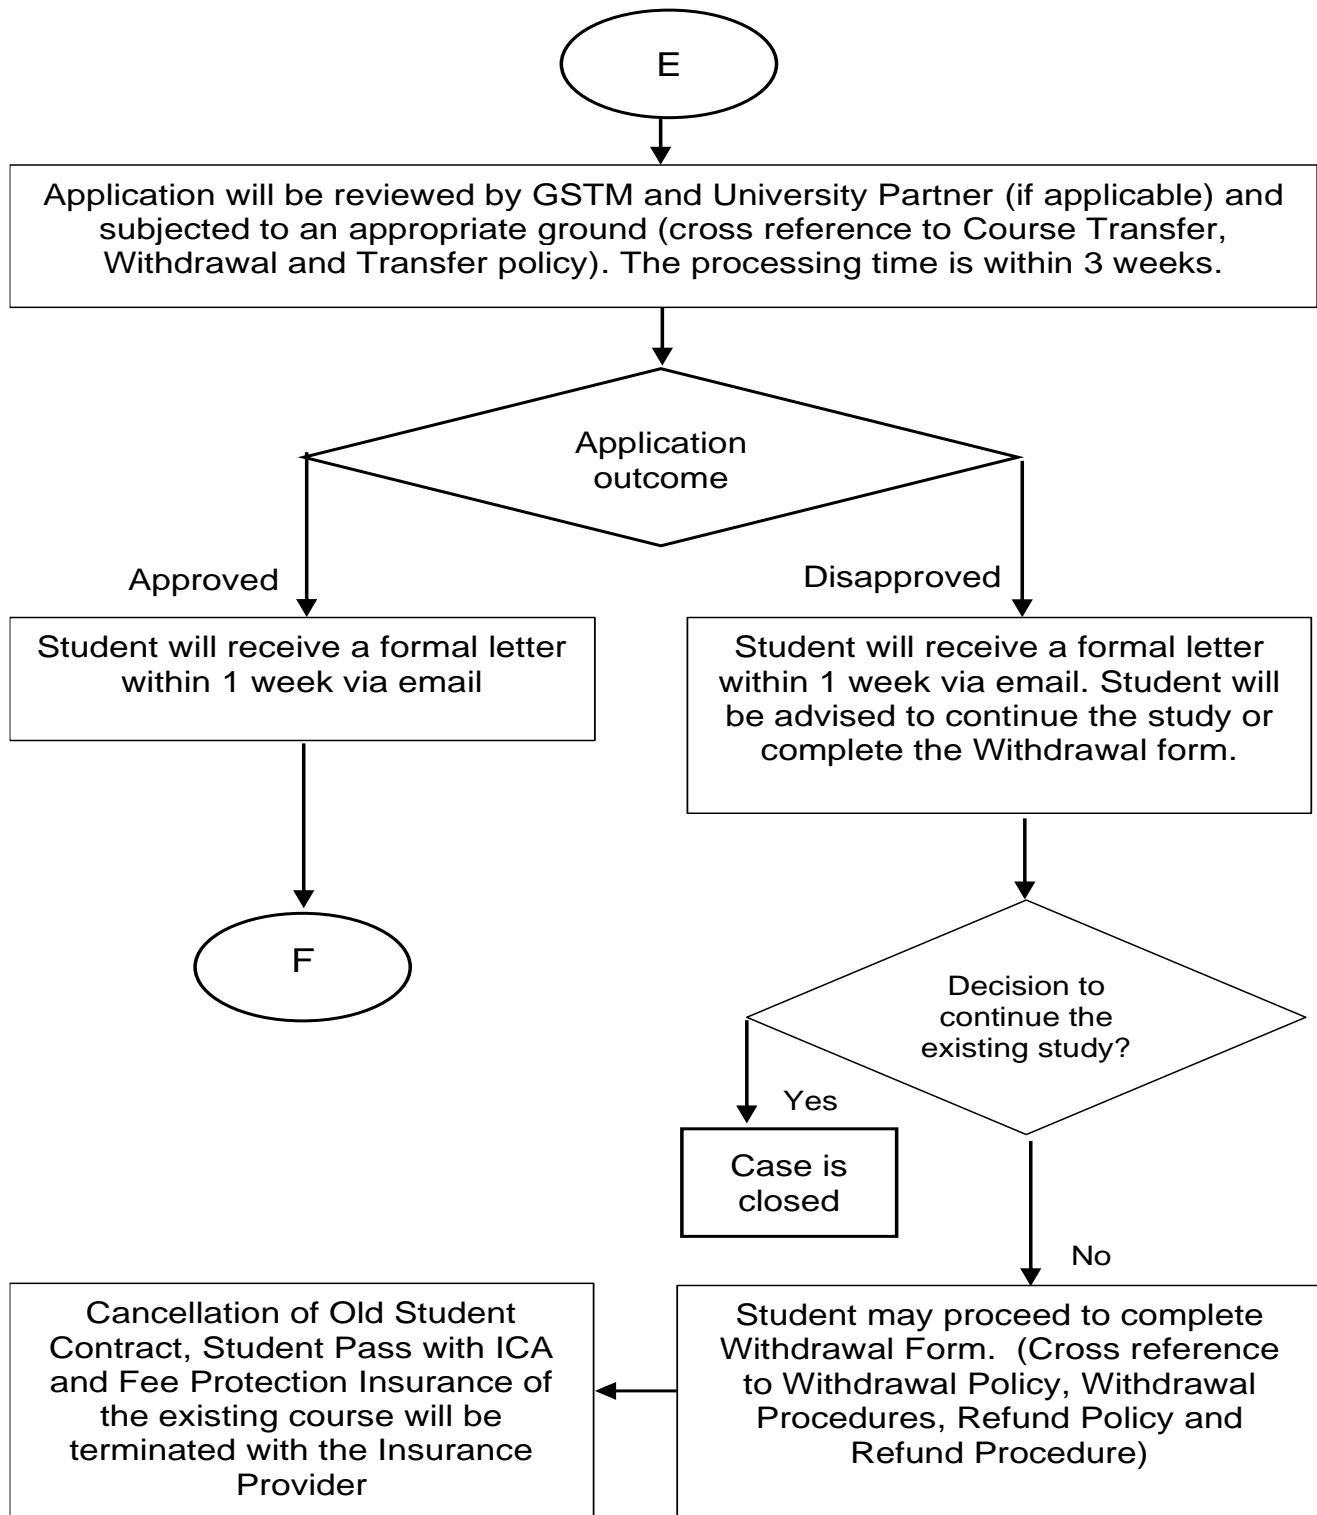 E
Application will be reviewed by GSTM and University Partner (if applicable) and
subjected to an appropriate ground (cross reference to Course Transfer,
Withdrawal and Transfer policy). The processing time is within 3 weeks.
Application
outcome
Approved
Disapproved
Student will receive a formal letter
within 1 week via email
Student will receive a formal letter
within 1 week via email. Student will
be advised to continue the study or
complete the Withdrawal form.
F
Decision to
continue the
existing study?
Yes
Case is
closed
No
Student may proceed to complete
Withdrawal Form.  (Cross reference
to Withdrawal Policy, Withdrawal
Procedures, Refund Policy and
Refund Procedure)
Cancellation of Old Student
Contract, Student Pass with ICA
and Fee Protection Insurance of
the existing course will be
terminated with the Insurance
Provider